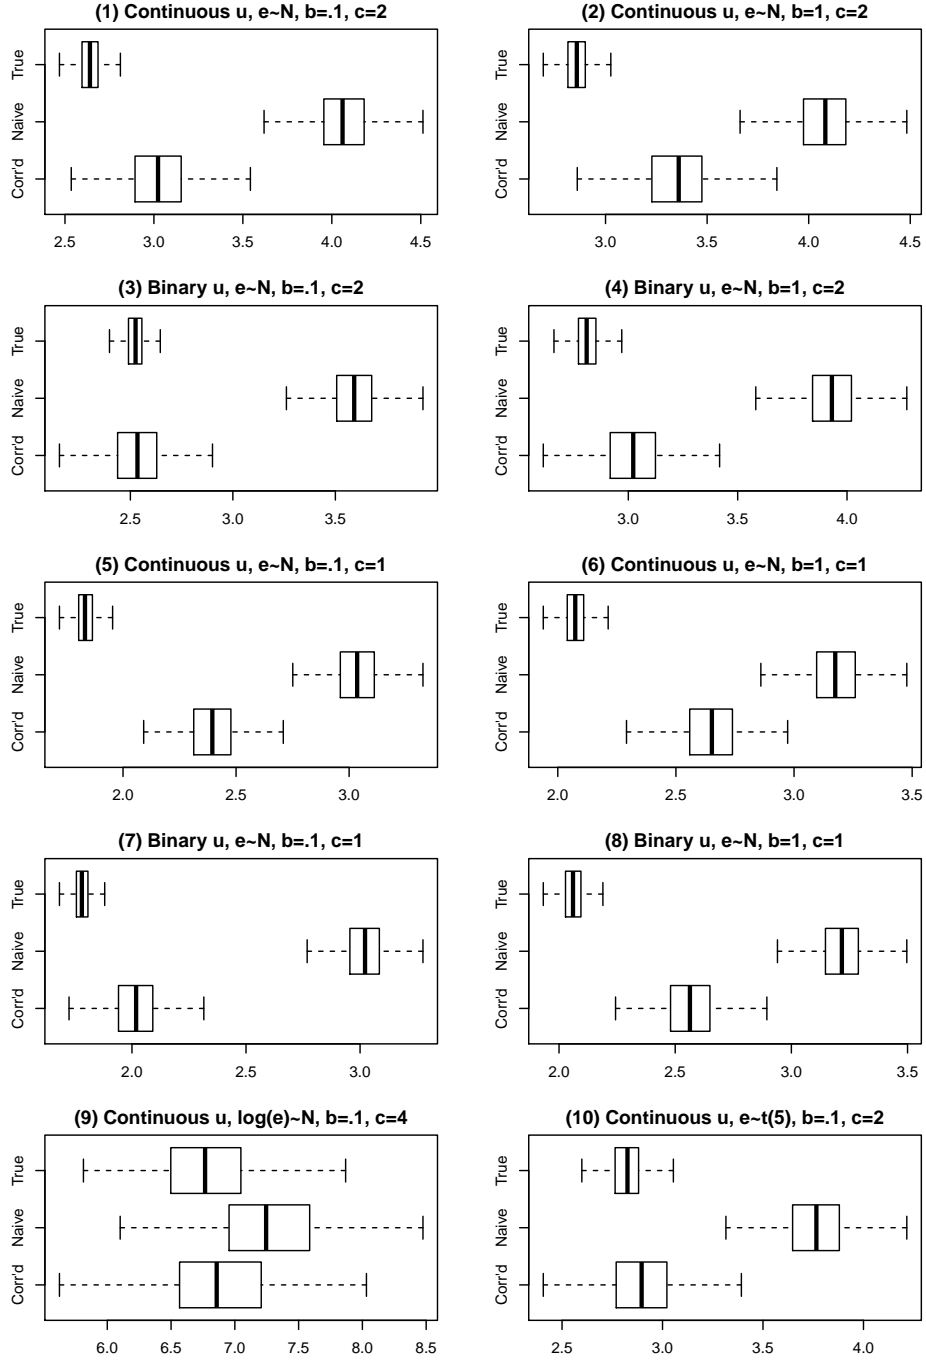 (1) Continuous u, e~N, b=.1, c=2
True
Naive
Corr'd
2.5 3.0 3.5 4.0 4.5
(2) Continuous u, e~N, b=1, c=2
True
Naive
Corr'd
3.0 3.5 4.0 4.5
(3) Binary u, e~N, b=.1, c=2
True
Naive
Corr'd
2.5 3.0 3.5
(4) Binary u, e~N, b=1, c=2
True
Naive
Corr'd
3.0 3.5 4.0
(5) Continuous u, e~N, b=.1, c=1
True
Naive
Corr'd
2.0 2.5 3.0
(6) Continuous u, e~N, b=1, c=1
True
Naive
Corr'd
2.0 2.5 3.0 3.5
(7) Binary u, e~N, b=.1, c=1
True
Naive
Corr'd
2.0 2.5 3.0
(8) Binary u, e~N, b=1, c=1
True
Naive
Corr'd
2.0 2.5 3.0 3.5
(9) Continuous u, log(e)~N, b=.1, c=4
True
Naive
Corr'd
6.0 6.5 7.0 7.5 8.0 8.5
(10) Continuous u, e~t(5), b=.1, c=2
True
Naive
Corr'd
2.5 3.0 3.5 4.0